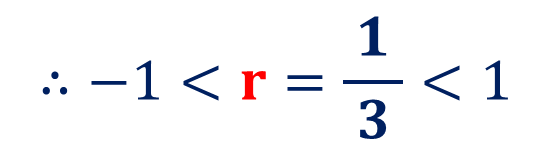 ∴ −1 < r = 1/3 < 1